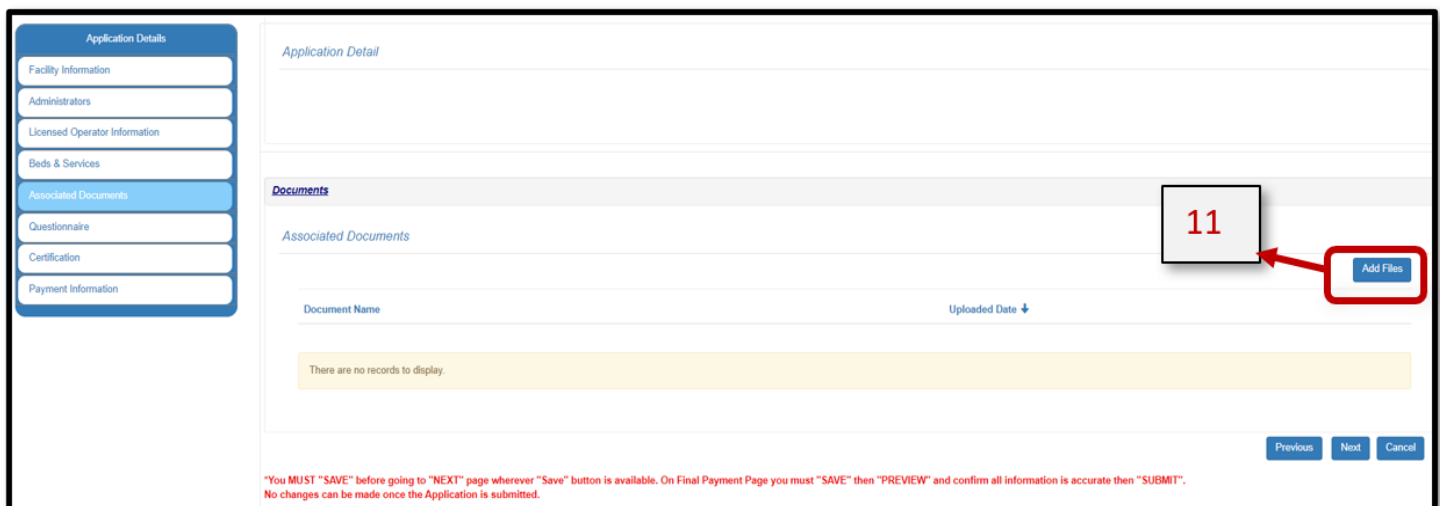 Application Details
Facility Information
Administrators
Licensed Operator Information
Beds & Services
Associated Documents
Questionnaire
Certification
Payment Information
Application Detail
Documents
Associated Documents
11
Add Files
Document Name
Uploaded Date
There are no records to display.
Previous
Next
Cancel
*You MUST "SAVE" before going to "NEXT" page wherever "Save" button is available. On Final Payment Page you must "SAVE" then "PREVIEW" and confirm all information is accurate then "SUBMIT".
No changes can be made once the Application is submitted.